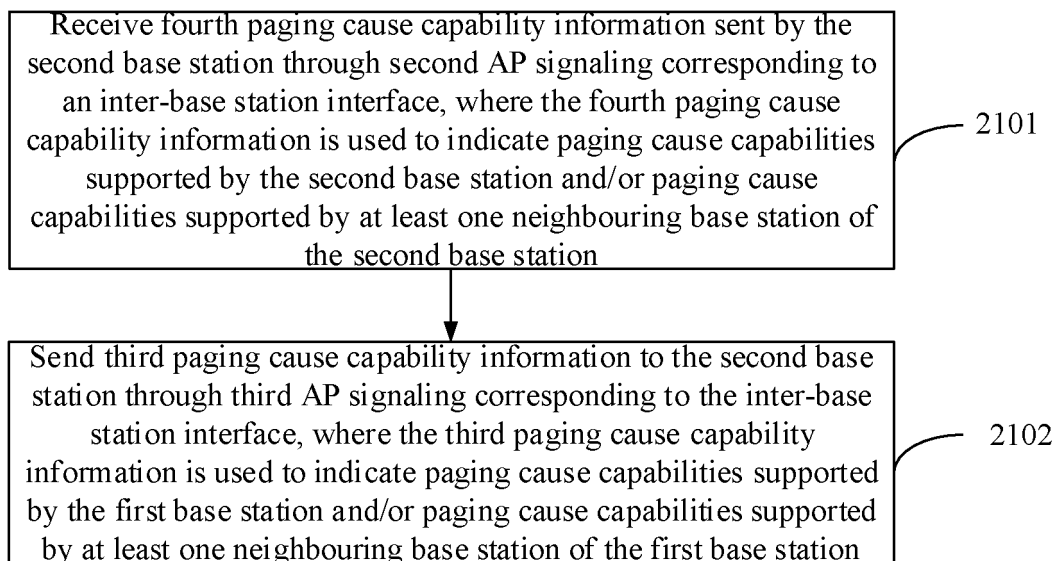 Receive fourth paging cause capability information sent by the
second base station through second AP signaling corresponding to
an inter-base station interface, where the fourth paging cause
capability information is used to indicate paging cause capabilities
supported by the second base station and/or paging cause
capabilities supported by at least one neighbouring base station of
the second base station
2101
Send third paging cause capability information to the second base
station through third AP signaling corresponding to the inter-base
station interface, where the third paging cause capability
information is used to indicate paging cause capabilities supported
by the first base station and/or paging cause capabilities supported
by at least one neighbouring base station of the first base station
2102